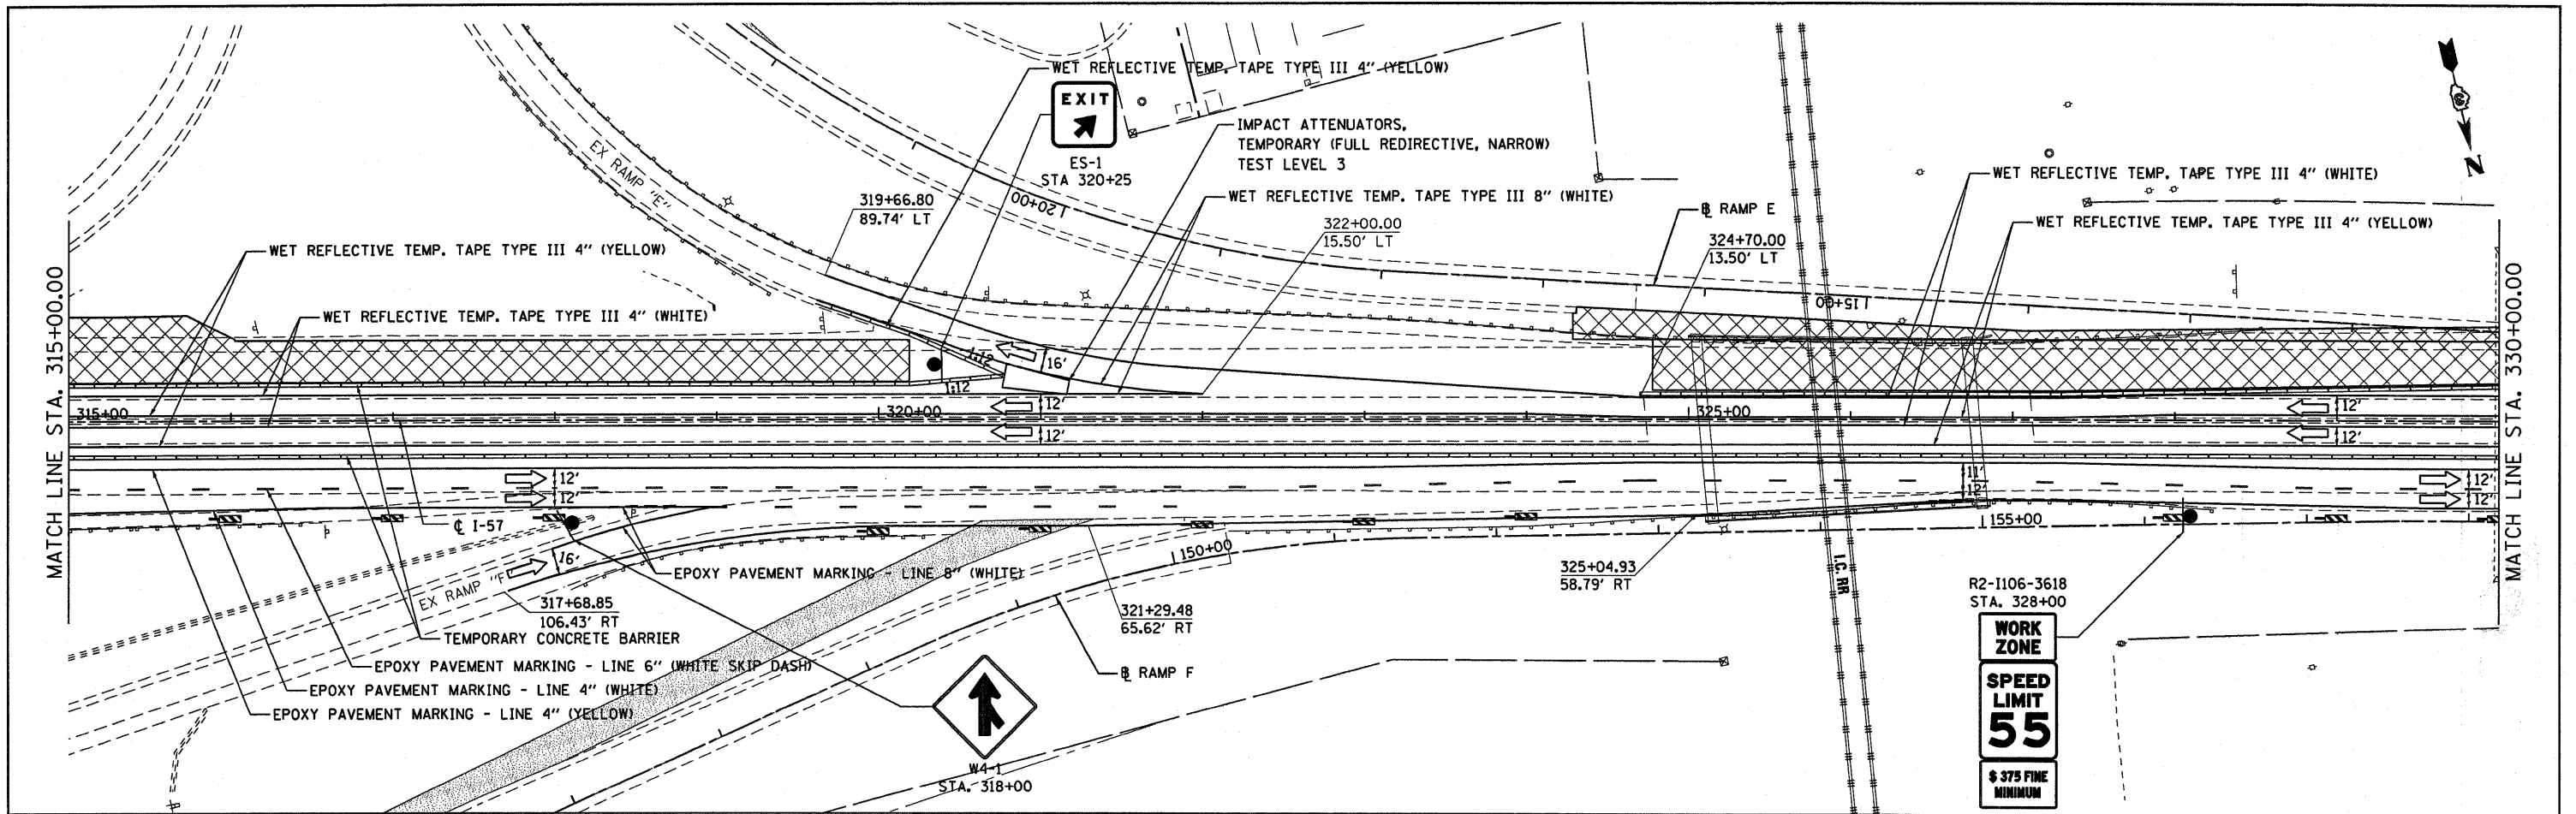 WET REFLECTIVE TEMP. TAPE TYPE III 4" (YELLOW)
EXIT
ES-1
STA 320+25
IMPACT ATTENUATORS,
TEMPORARY (FULL REDIRECTIVE, NARROW)
TEST LEVEL 3
WET REFLECTIVE TEMP. TAPE TYPE III 8" (WHITE)
WET REFLECTIVE TEMP. TAPE TYPE III 4" (WHITE)
WET REFLECTIVE TEMP. TAPE TYPE III 4" (YELLOW)
N
EX RAMP "E"
319+66.80
89.74' LT
120+00
322+00.00
15.50' LT
℄ RAMP E
324+70.00
13.50' LT
115+00
WET REFLECTIVE TEMP. TAPE TYPE III 4" (YELLOW)
WET REFLECTIVE TEMP. TAPE TYPE III 4" (WHITE)
MATCH LINE STA. 315+00.00
MATCH LINE STA. 330+00.00
1:12
16'
1:12
315+00
320+00
12'
325+00
12'
12'
12'
12'
12'
11'
12'
12'
12'
℄ I-57
155+00
150+00
16'
EX RAMP "F"
EPOXY PAVEMENT MARKING - LINE 8" (WHITE)
317+68.85
106.43' RT
321+29.48
65.62' RT
325+04.93
58.79' RT
I.C. RR
TEMPORARY CONCRETE BARRIER
EPOXY PAVEMENT MARKING - LINE 6" (WHITE SKIP DASH)
EPOXY PAVEMENT MARKING - LINE 4" (WHITE)
EPOXY PAVEMENT MARKING - LINE 4" (YELLOW)
℄ RAMP F
W4-1
STA. 318+00
R2-I106-3618
STA. 328+00
WORK
ZONE
SPEED
LIMIT
55
$ 375 FINE
MINIMUM